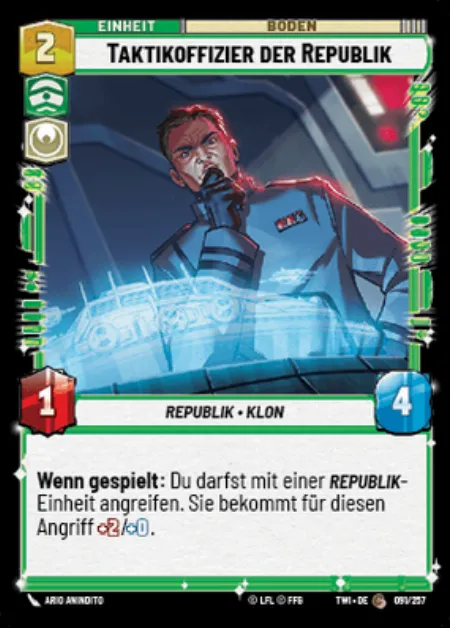 EINHEIT
BODEN
2
TAKTIKOFFIZIER DER REPUBLIK
1
REPUBLIK • KLON
4
Wenn gespielt: Du darfst mit einer REPUBLIK-
Einheit angreifen. Sie bekommt für diesen
Angriff +2/+0.
ARIO ANINDITO
© LFL © FFG
TWI • DE
091/257